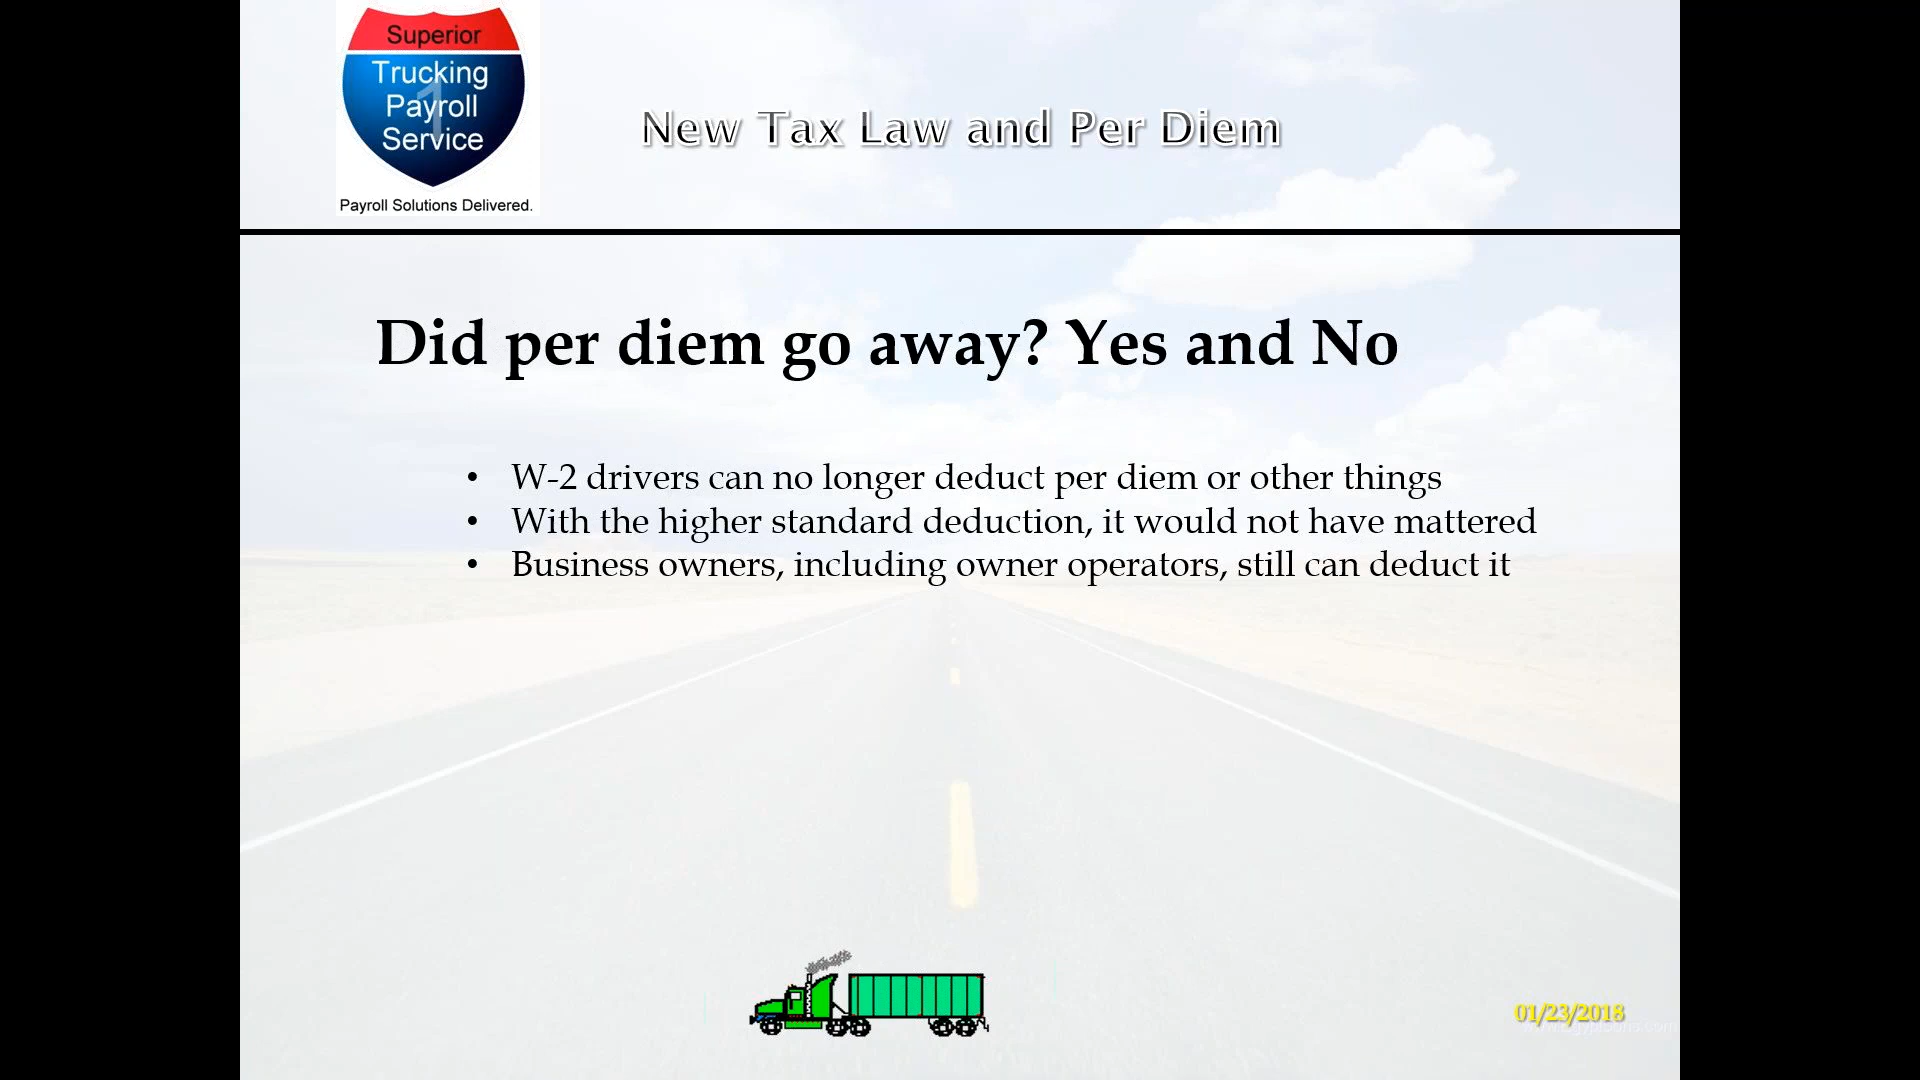 Superior
Trucking
Payroll
Service
Payroll Solutions Delivered.
New Tax Law and Per Diem
Did per diem go away? Yes and No
• W-2 drivers can no longer deduct per diem or other things
• With the higher standard deduction, it would not have mattered
• Business owners, including owner operators, still can deduct it
01/23/2018